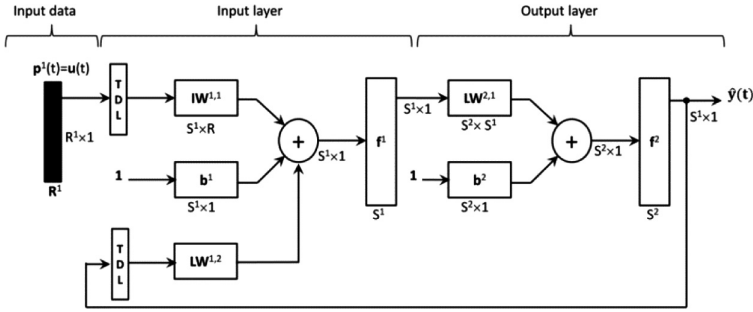 Input data
Input layer
Output layer
p¹(t)=u(t)
T
D
L
IW¹,¹
S¹×R
R¹×1
R¹
1
b¹
S¹×1
+
S¹×1
f¹
S¹
S¹×1
LW²,¹
S²× S¹
1
b²
S²×1
+
S²×1
f²
S²
ŷ(t)
S¹×1
T
D
L
LW¹,²